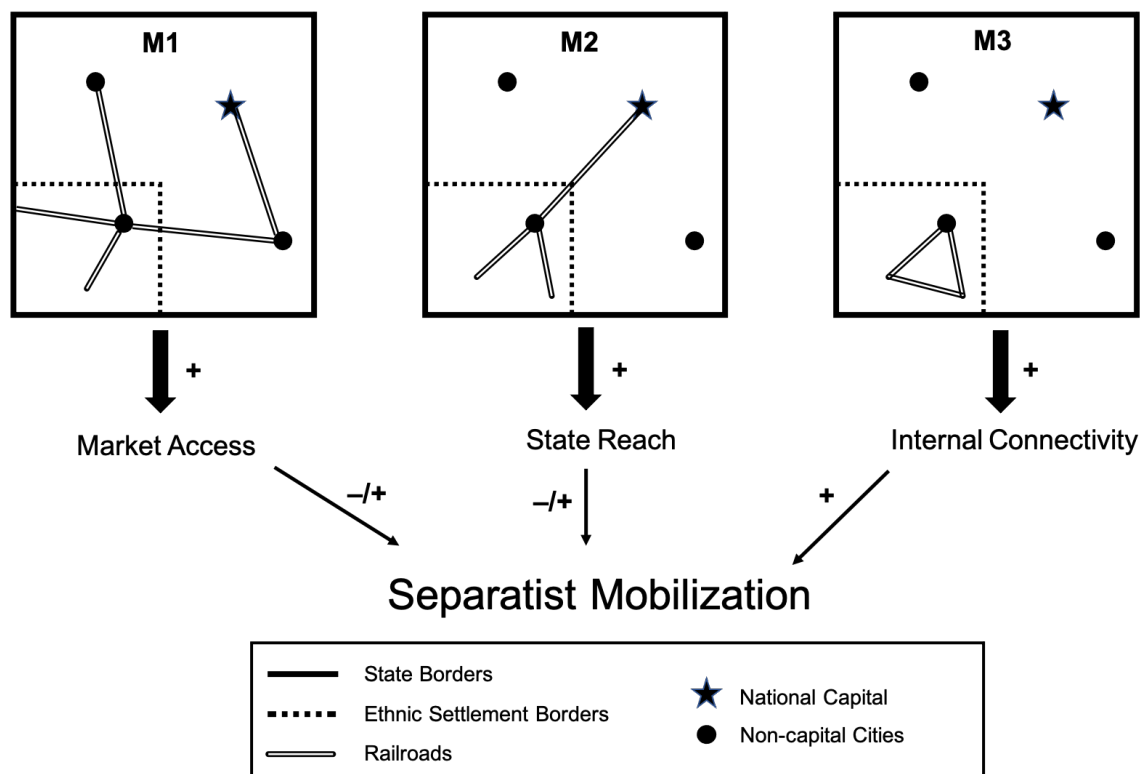 M1
M2
M3
+
+
+
Market Access
State Reach
Internal Connectivity
–/+
–/+
+
Separatist Mobilization
State Borders
Ethnic Settlement Borders
Railroads
National Capital
Non-capital Cities